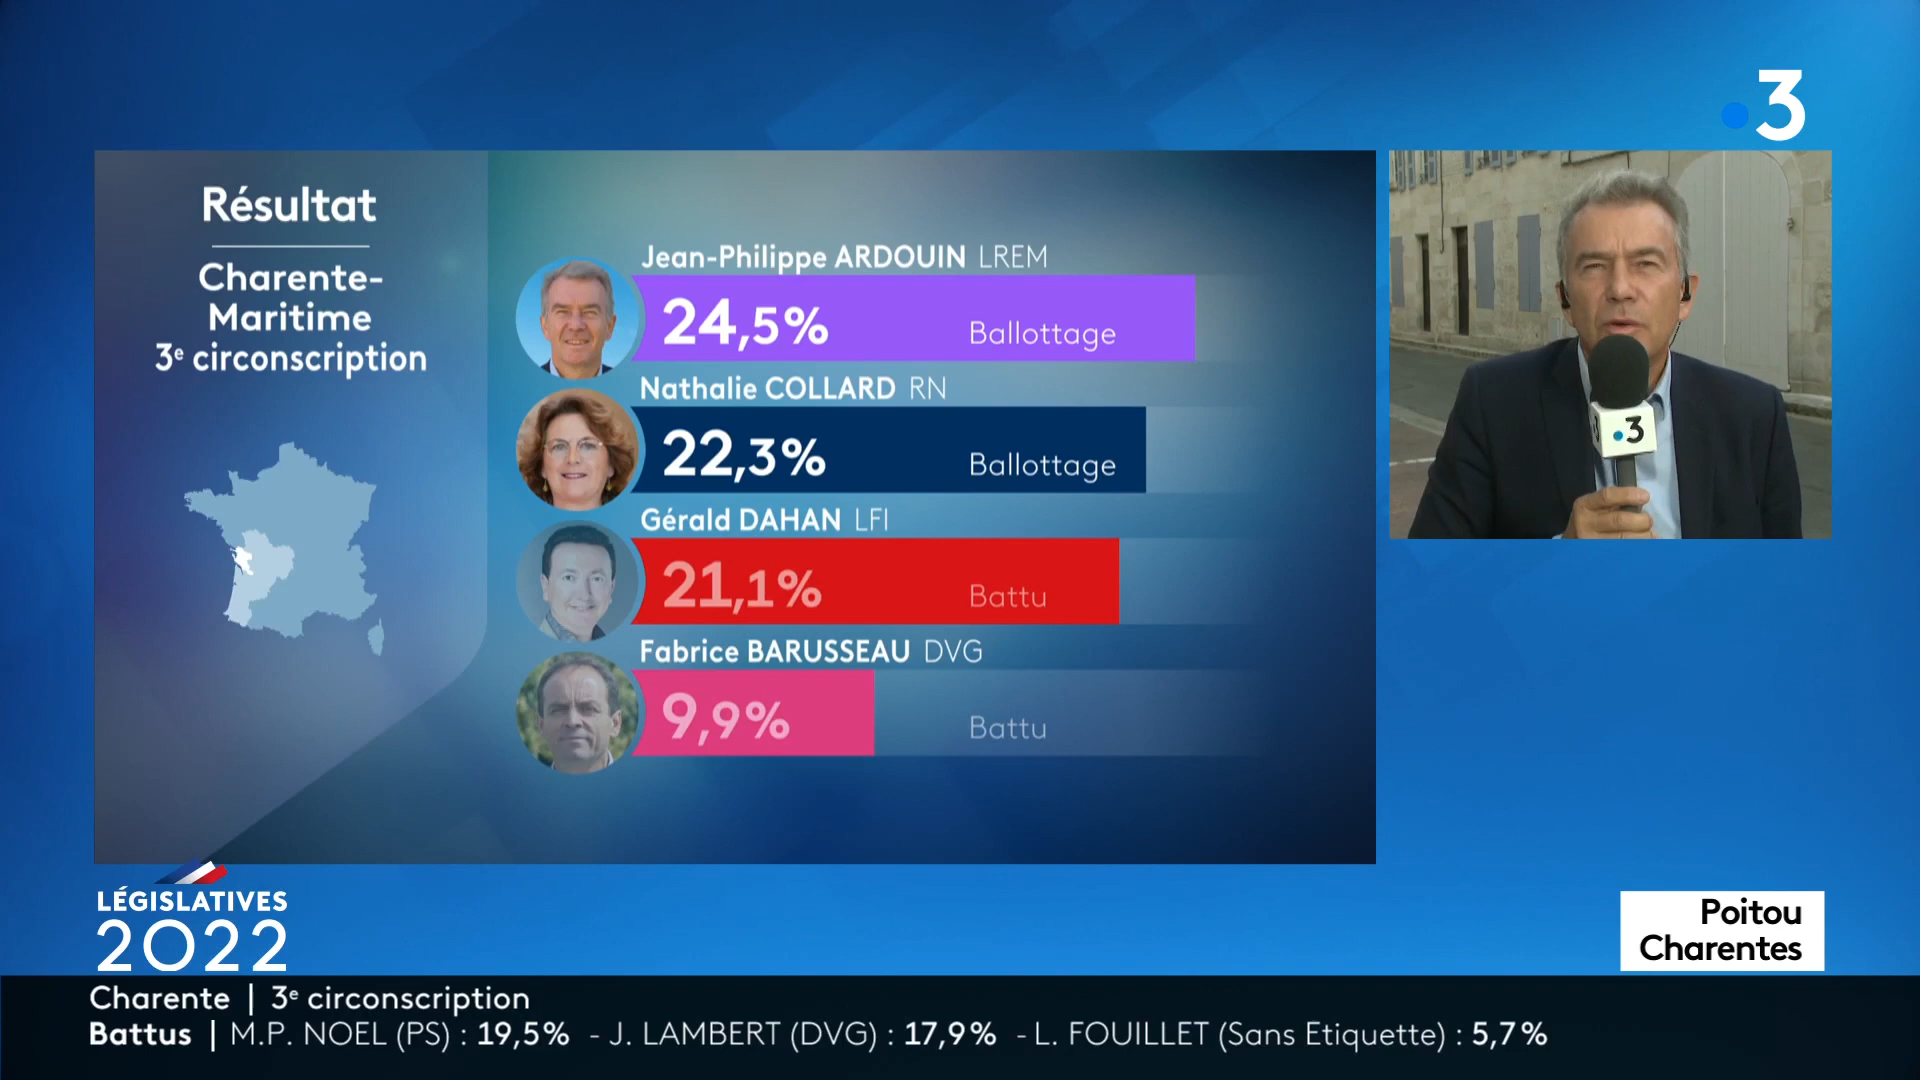 3
Résultat
Charente-
Maritime
3e circonscription
Jean-Philippe ARDOUIN LREM
24,5% Ballottage
Nathalie COLLARD RN
22,3% Ballottage
Gérald DAHAN LFI
21,1% Battu
Fabrice BARUSSEAU DVG
9,9% Battu
3
LÉGISLATIVES
2022
Poitou
Charentes
Charente | 3e circonscription
Battus | M.P. NOEL (PS) : 19,5% - J. LAMBERT (DVG) : 17,9% - L. FOUILLET (Sans Etiquette) : 5,7%